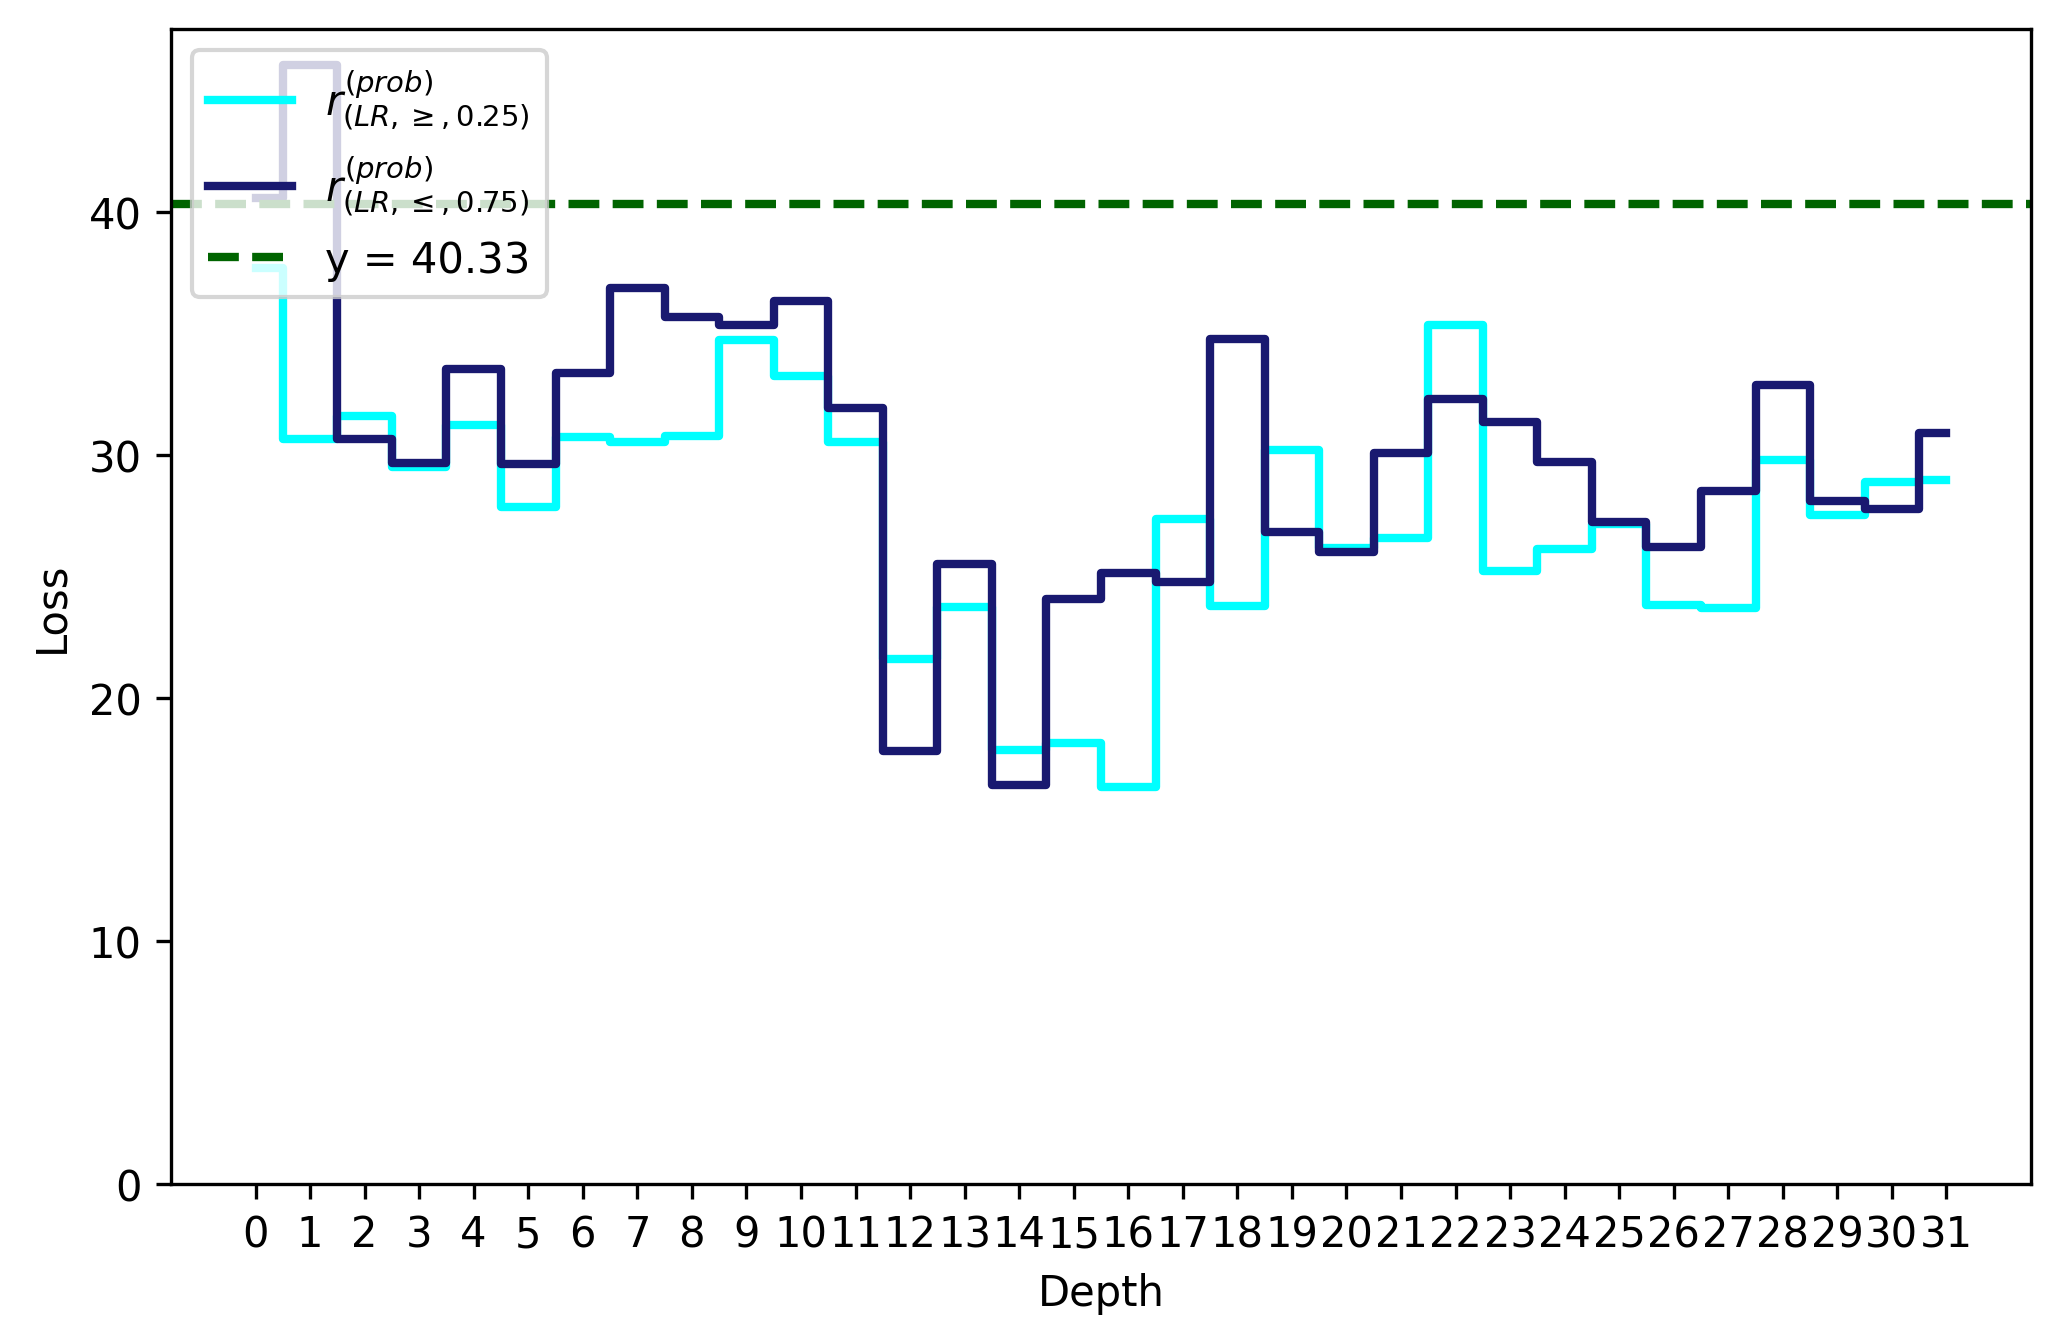 r^{(prob)}_{(LR, ≥, 0.25)}
r^{(prob)}_{(LR, ≤, 0.75)}
y = 40.33
40
30
20
10
0
Loss
0 1 2 3 4 5 6 7 8 9 10 11 12 13 14 15 16 17 18 19 20 21 22 23 24 25 26 27 28 29 30 31
Depth